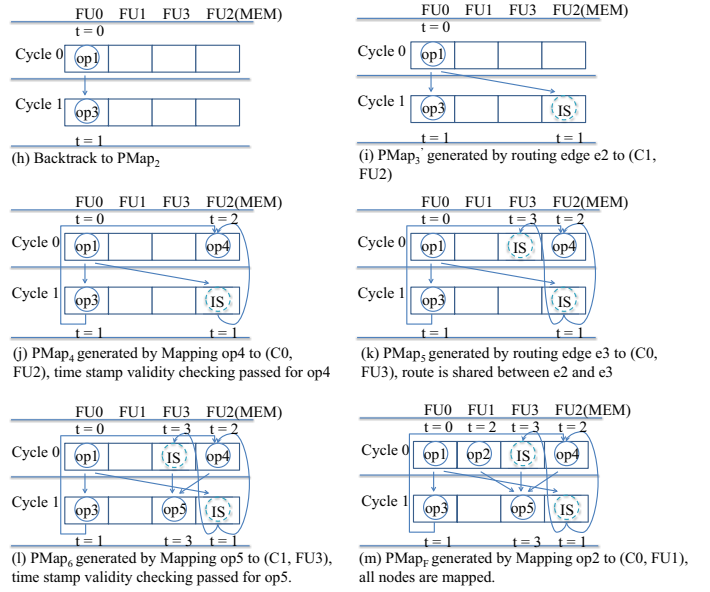 FU0 FU1 FU3 FU2(MEM)
t = 0
Cycle 0 op1
Cycle 1 op3
t = 1
(h) Backtrack to PMap2
FU0 FU1 FU3 FU2(MEM)
t = 0
Cycle 0 op1
Cycle 1 op3 IS
t = 1 t = 1
(i) PMap3` generated by routing edge e2 to (C1,
FU2)
FU0 FU1 FU3 FU2(MEM)
t = 0 t = 2
Cycle 0 op1 op4
Cycle 1 op3 IS
t = 1 t = 1
(j) PMap4 generated by Mapping op4 to (C0,
FU2), time stamp validity checking passed for op4
FU0 FU1 FU3 FU2(MEM)
t = 0 t = 3 t = 2
Cycle 0 op1 IS op4
Cycle 1 op3 IS
t = 1 t = 1
(k) PMap5 generated by routing edge e3 to (C0,
FU3), route is shared between e2 and e3
FU0 FU1 FU3 FU2(MEM)
t = 0 t = 3 t = 2
Cycle 0 op1 IS op4
Cycle 1 op3 op5 IS
t = 1 t = 3 t = 1
(l) PMap6 generated by Mapping op5 to (C1, FU3),
time stamp validity checking passed for op5.
FU0 FU1 FU3 FU2(MEM)
t = 0 t = 2 t = 3 t = 2
Cycle 0 op1 op2 IS op4
Cycle 1 op3 op5 IS
t = 1 t = 3 t = 1
(m) PMapF generated by Mapping op2 to (C0, FU1),
all nodes are mapped.